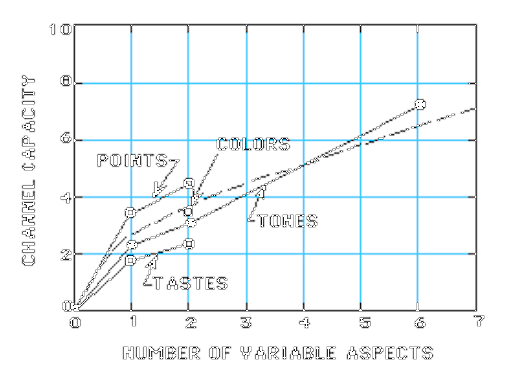 10
8
6
4
2
0
CHANNEL CAPACITY
POINTS
COLORS
TONES
TASTES
0 1 2 3 4 5 6 7
NUMBER OF VARIABLE ASPECTS